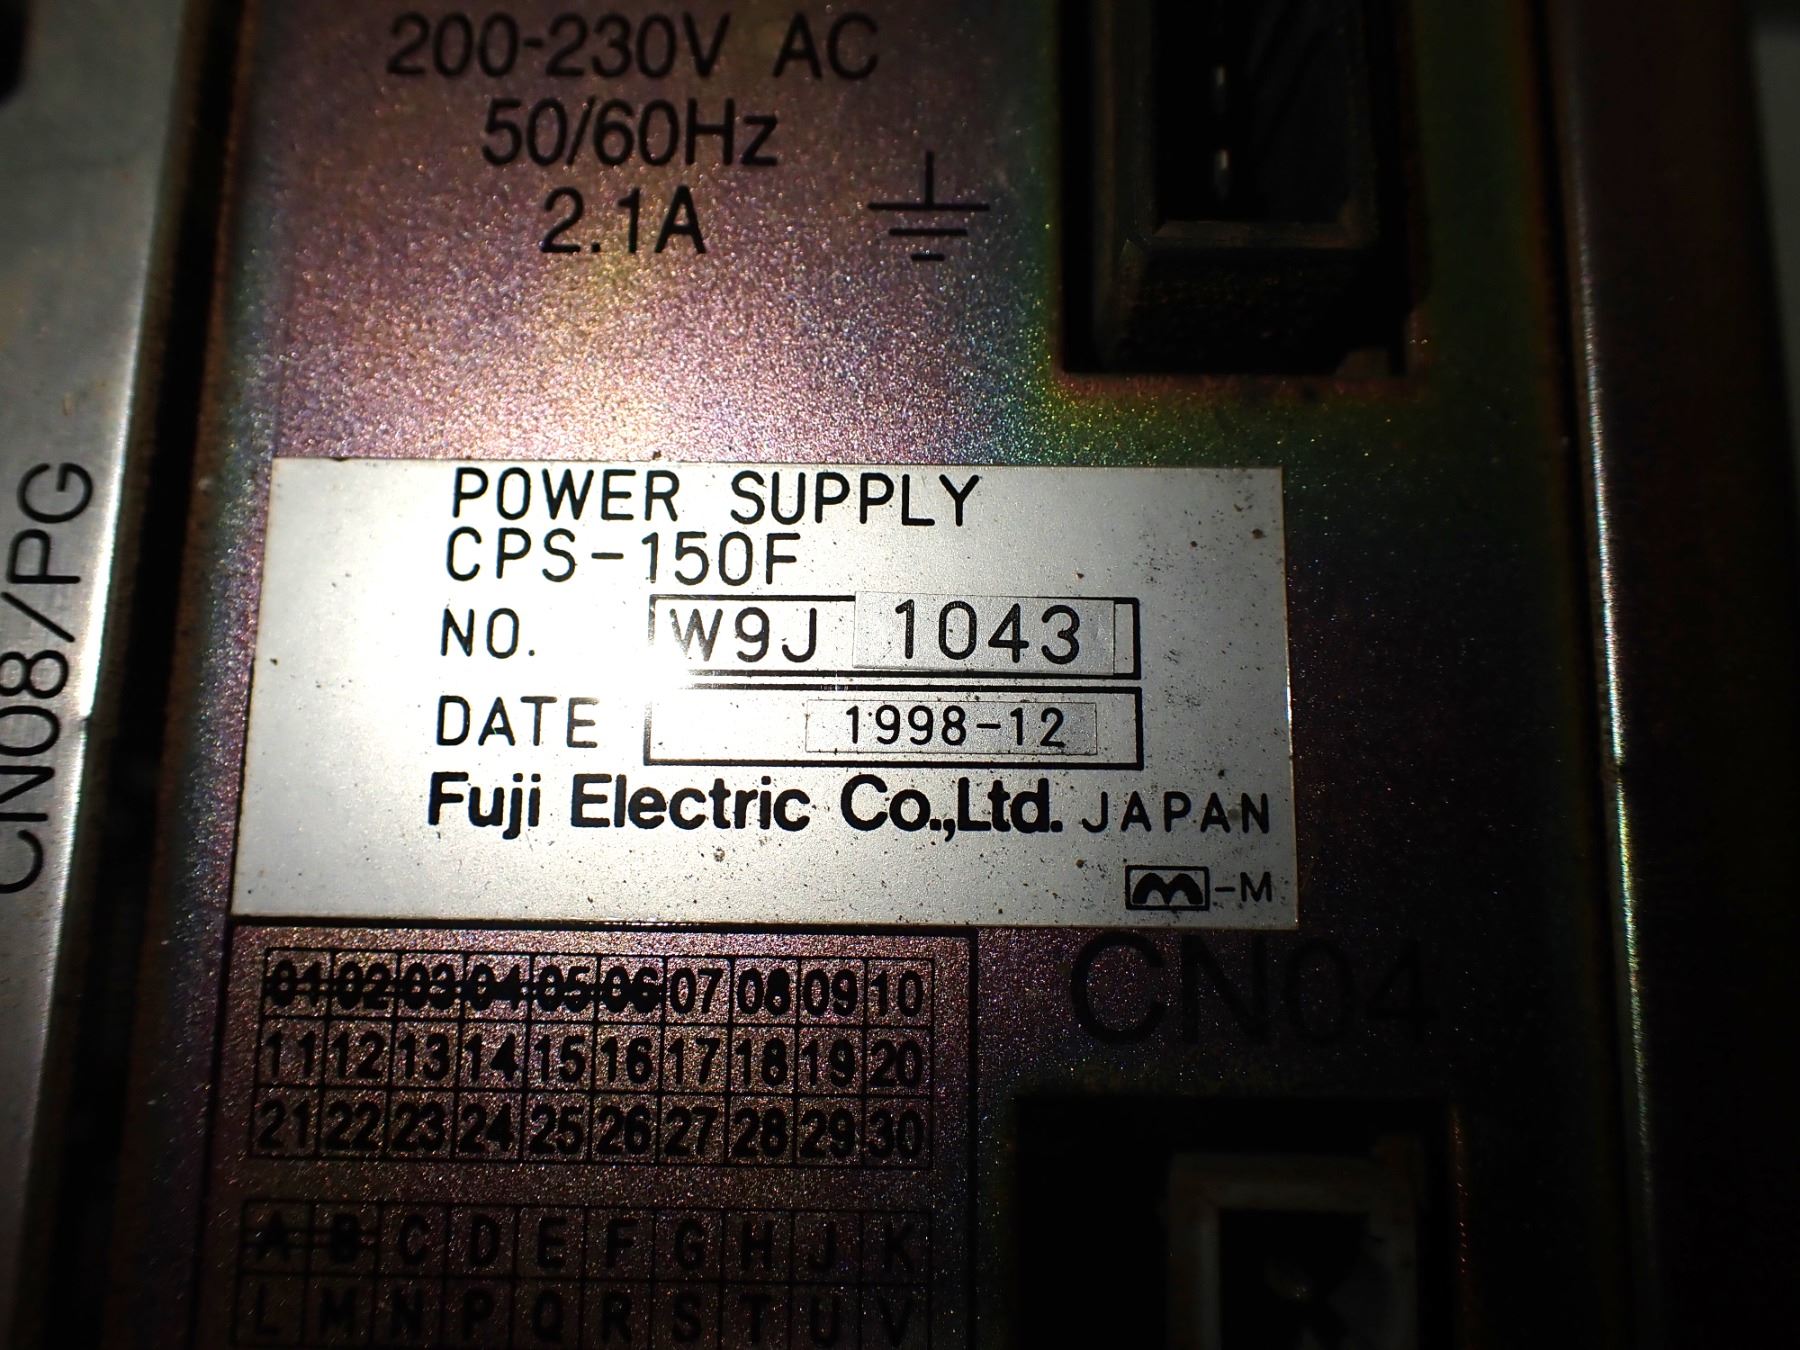 200-230V AC
50/60Hz
2.1A
CN08/PG
POWER SUPPLY
CPS-150F
NO. W9J 1043
DATE 1998-12
Fuji Electric Co.,Ltd. JAPAN
-M
CN04
01 02 03 04 05 06 07 08 09 10
11 12 13 14 15 16 17 18 19 20
21 22 23 24 25 26 27 28 29 30
A B C D E F G H J K
L M N P Q R S T U V